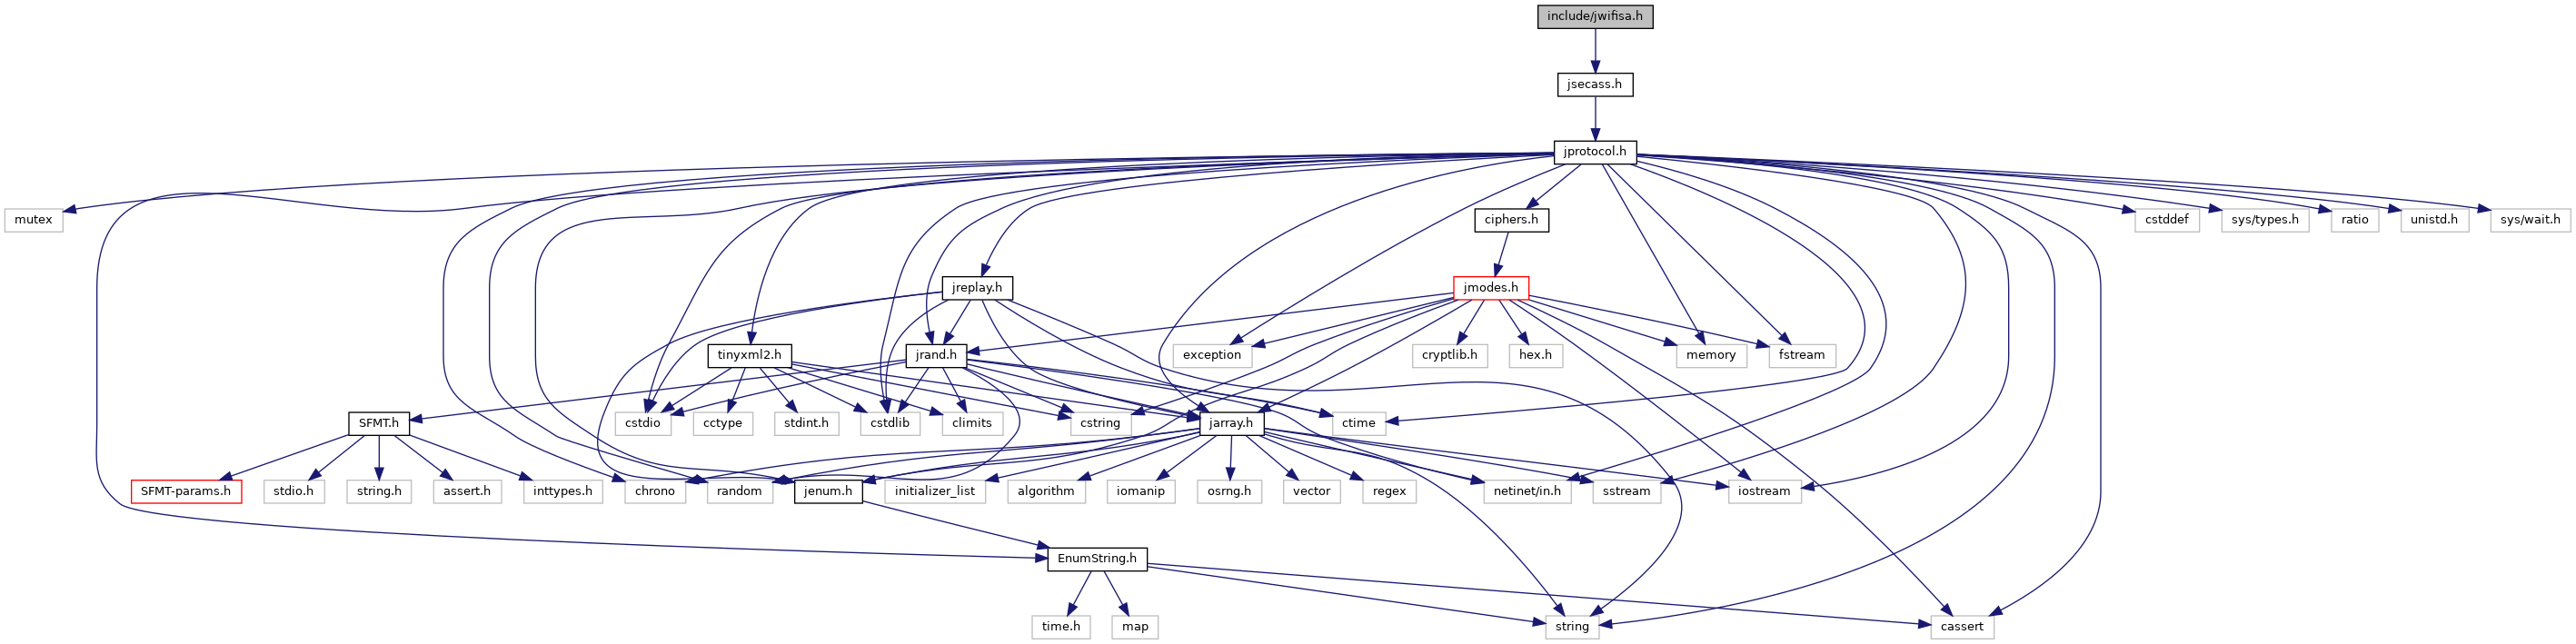 include/jwifisa.h
jsecass.h
jprotocol.h
mutex
ciphers.h
cstddef
sys/types.h
ratio
unistd.h
sys/wait.h
jreplay.h
jmodes.h
tinyxml2.h
jrand.h
exception
cryptlib.h
hex.h
memory
fstream
SFMT.h
cstdio
cctype
stdint.h
cstdlib
climits
cstring
jarray.h
ctime
SFMT-params.h
stdio.h
string.h
assert.h
inttypes.h
chrono
random
jenum.h
initializer_list
algorithm
iomanip
osrng.h
vector
regex
netinet/in.h
sstream
iostream
EnumString.h
time.h
map
string
cassert